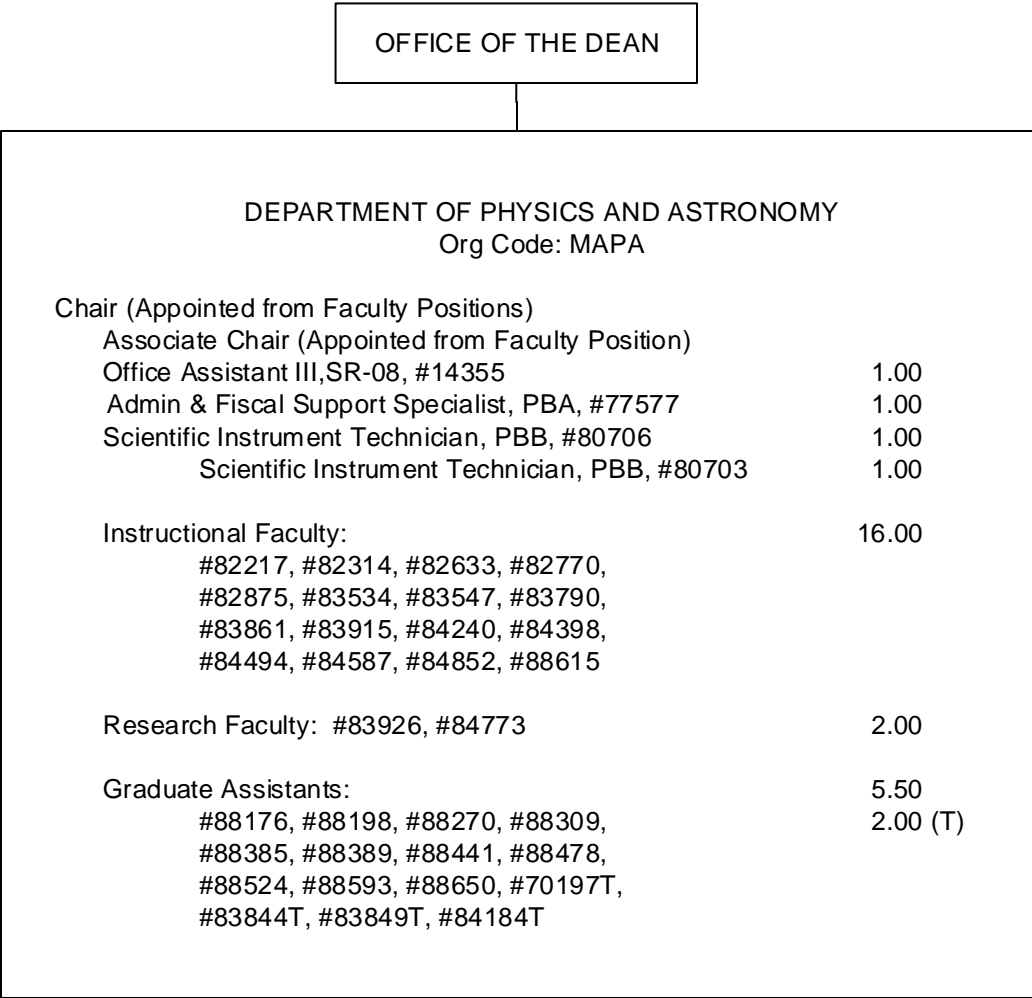 OFFICE OF THE DEAN
DEPARTMENT OF PHYSICS AND ASTRONOMY
Org Code: MAPA
Chair (Appointed from Faculty Positions)
Associate Chair (Appointed from Faculty Position)
Office Assistant III,SR-08, #14355 1.00
Admin & Fiscal Support Specialist, PBA, #77577 1.00
Scientific Instrument Technician, PBB, #80706 1.00
Scientific Instrument Technician, PBB, #80703 1.00
Instructional Faculty: 16.00
#82217, #82314, #82633, #82770,
#82875, #83534, #83547, #83790,
#83861, #83915, #84240, #84398,
#84494, #84587, #84852, #88615
Research Faculty: #83926, #84773 2.00
Graduate Assistants: 5.50
#88176, #88198, #88270, #88309, 2.00 (T)
#88385, #88389, #88441, #88478,
#88524, #88593, #88650, #70197T,
#83844T, #83849T, #84184T